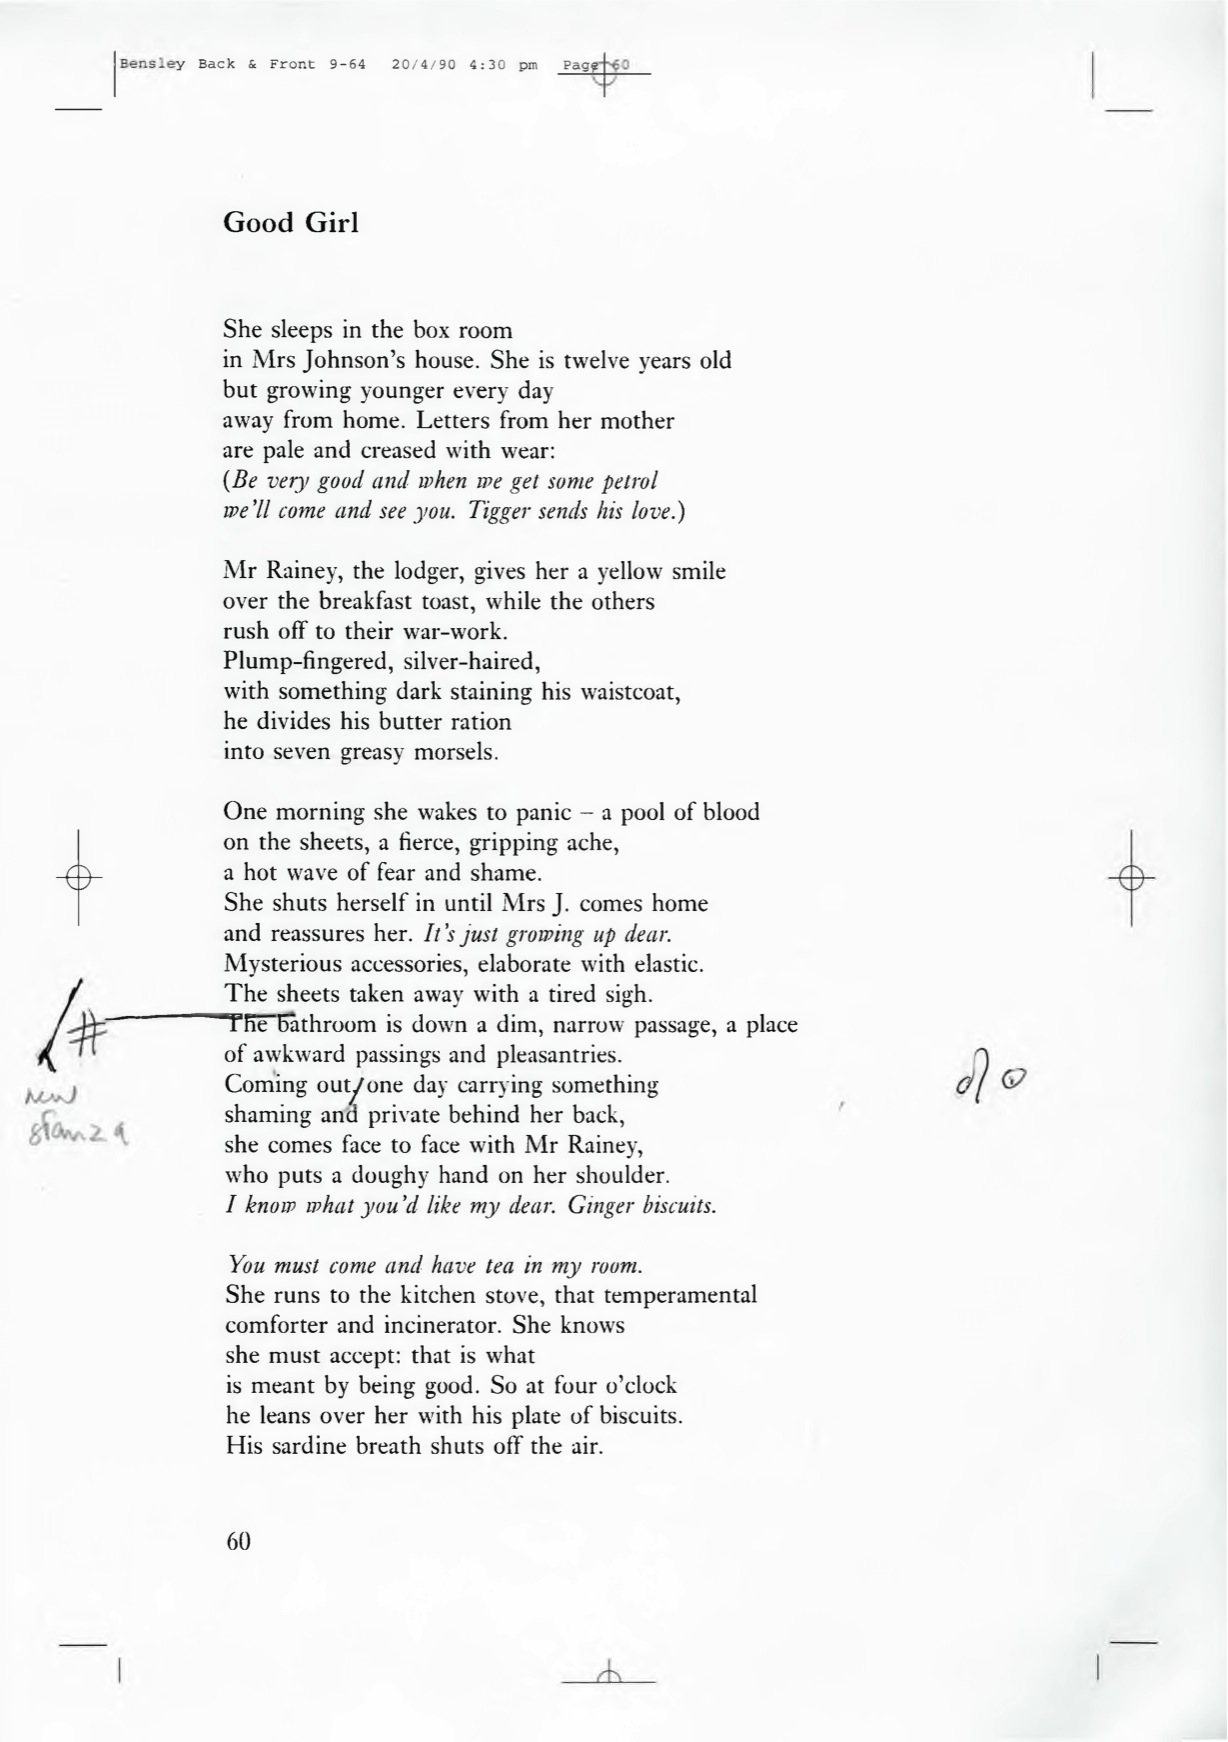 Bensley Back & Front 9-64 20/4/90 4:30 pm Page 60
Good Girl
She sleeps in the box room
in Mrs Johnson's house. She is twelve years old
but growing younger every day
away from home. Letters from her mother
are pale and creased with wear:
(Be very good and when we get some petrol
we'll come and see you. Tigger sends his love.)
Mr Rainey, the lodger, gives her a yellow smile
over the breakfast toast, while the others
rush off to their war-work.
Plump-fingered, silver-haired,
with something dark staining his waistcoat,
he divides his butter ration
into seven greasy morsels.
One morning she wakes to panic – a pool of blood
on the sheets, a fierce, gripping ache,
a hot wave of fear and shame.
She shuts herself in until Mrs J. comes home
and reassures her. It's just growing up dear.
Mysterious accessories, elaborate with elastic.
The sheets taken away with a tired sigh.
#
The bathroom is down a dim, narrow passage, a place
of awkward passings and pleasantries.
Coming out/one day carrying something
new
stanza
shaming and private behind her back,
she comes face to face with Mr Rainey,
who puts a doughy hand on her shoulder.
I know what you'd like my dear. Ginger biscuits.
You must come and have tea in my room.
She runs to the kitchen stove, that temperamental
comforter and incinerator. She knows
she must accept: that is what
is meant by being good. So at four o'clock
he leans over her with his plate of biscuits.
His sardine breath shuts off the air.
60